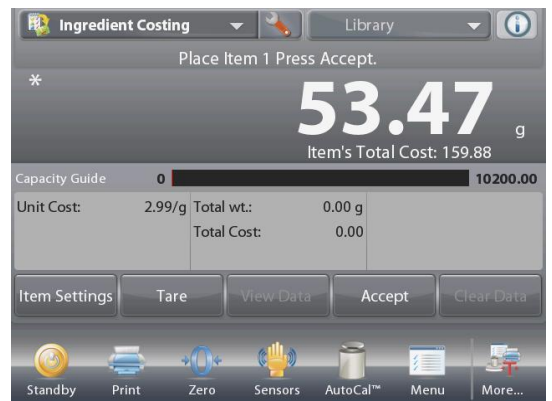 Ingredient Costing Library
Place Item 1 Press Accept.
*
53.47 g
Item's Total Cost: 159.88
Capacity Guide 0 10200.00
Unit Cost: 2.99/g Total wt.: 0.00 g
Total Cost: 0.00
Item Settings Tare View Data Accept Clear Data
Standby Print Zero Sensors AutoCal™ Menu More...